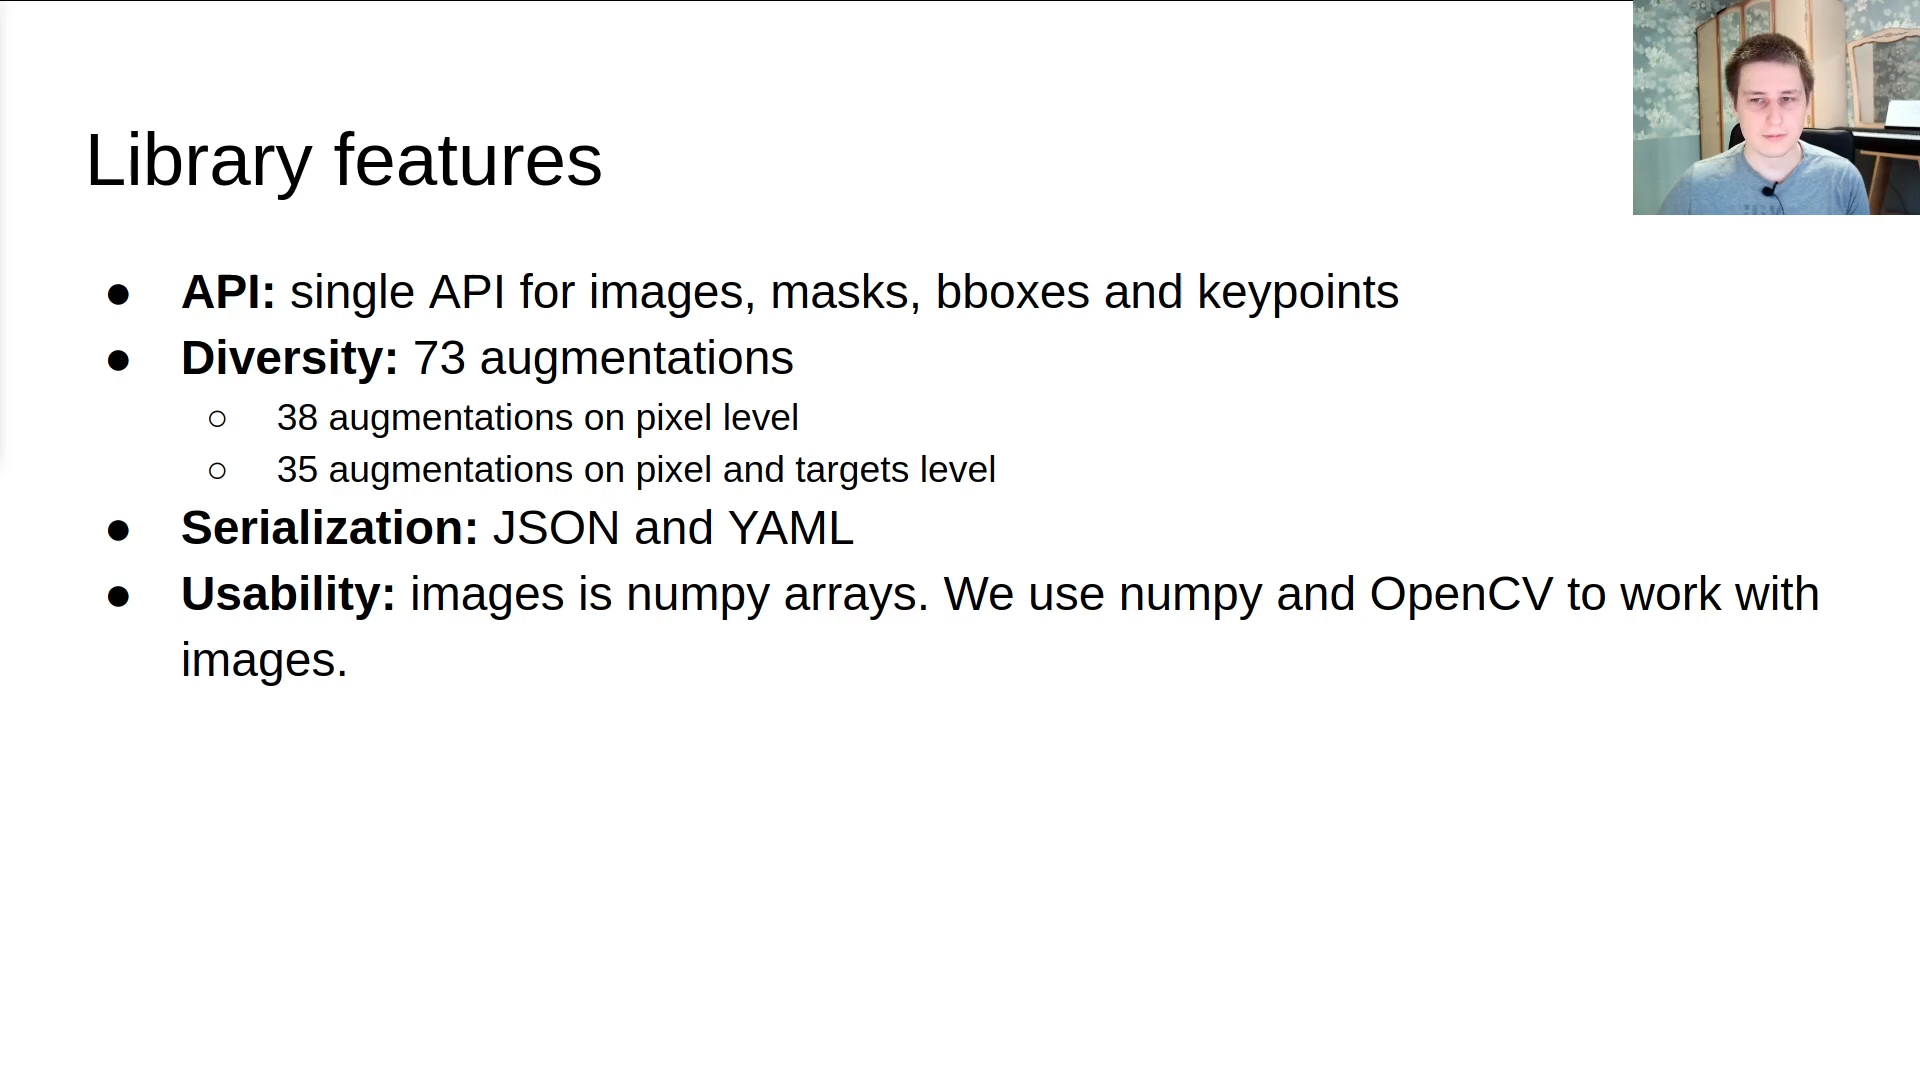 Library features
● API: single API for images, masks, bboxes and keypoints
● Diversity: 73 augmentations
○ 38 augmentations on pixel level
○ 35 augmentations on pixel and targets level
● Serialization: JSON and YAML
● Usability: images is numpy arrays. We use numpy and OpenCV to work with
images.